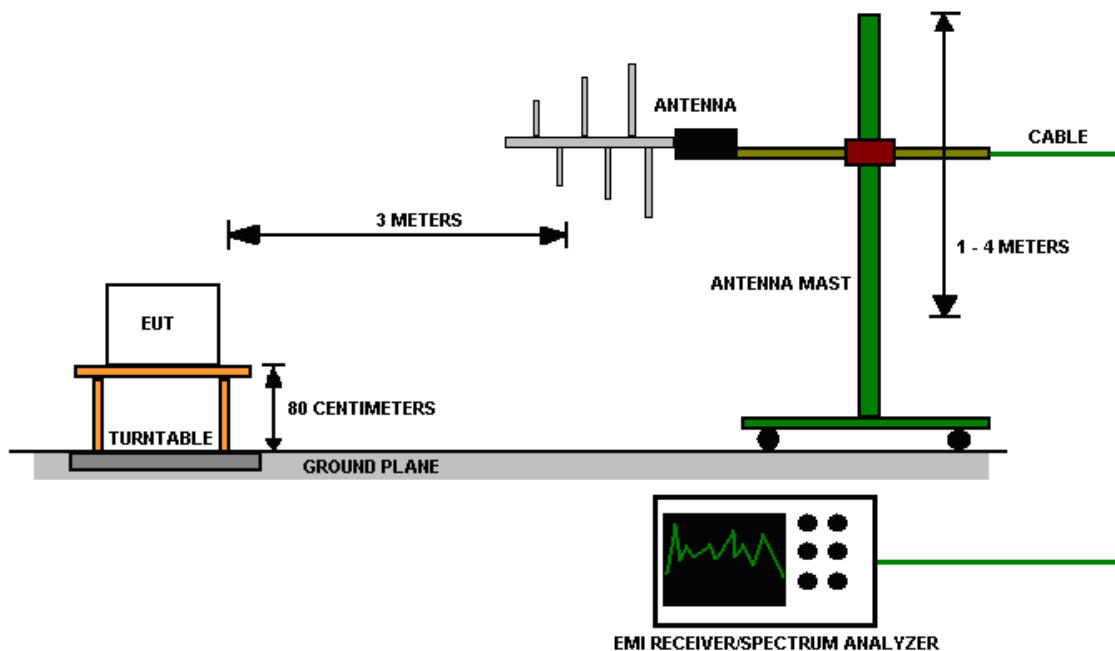 ANTENNA
CABLE
3 METERS
1 - 4 METERS
ANTENNA MAST
EUT
80 CENTIMETERS
TURNTABLE
GROUND PLANE
EMI RECEIVER/SPECTRUM ANALYZER